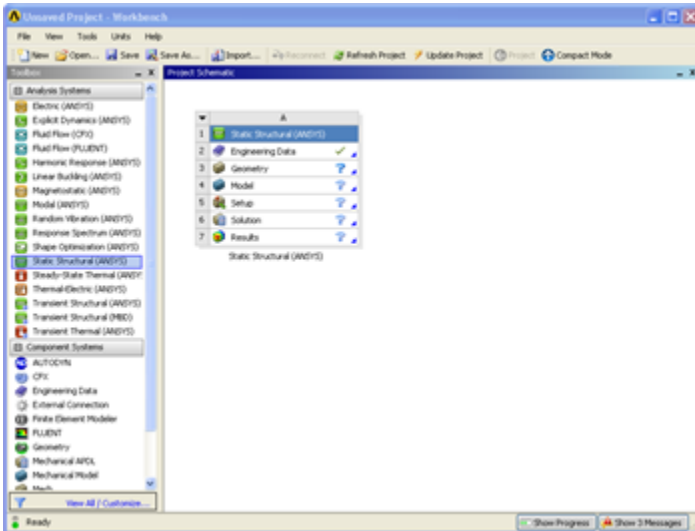 Unsaved Project - Workbench
File View Tools Units Help
New Open... Save Save As... Import... Reconnect Refresh Project Update Project Project Compact Mode
Toolbox
Project Schematic
Analysis Systems
Electric (ANSYS)
Explicit Dynamics (ANSYS)
Fluid Flow (CFX)
Fluid Flow (FLUENT)
Harmonic Response (ANSYS)
Linear Buckling (ANSYS)
Magnetostatic (ANSYS)
Modal (ANSYS)
Random Vibration (ANSYS)
Response Spectrum (ANSYS)
Shape Optimization (ANSYS)
Static Structural (ANSYS)
Steady-State Thermal (ANSY
Thermal-Electric (ANSYS)
Transient Structural (ANSYS)
Transient Structural (MBD)
Transient Thermal (ANSYS)
Component Systems
AUTODYN
CFX
Engineering Data
External Connection
Finite Element Modeler
FLUENT
Geometry
Mechanical APDL
Mechanical Model
Mesh
View All / Customize...
A
1 Static Structural (ANSYS)
2 Engineering Data
3 Geometry ?
4 Model ?
5 Setup ?
6 Solution ?
7 Results ?
Static Structural (ANSYS)
Ready
Show Progress
Show 3 Messages